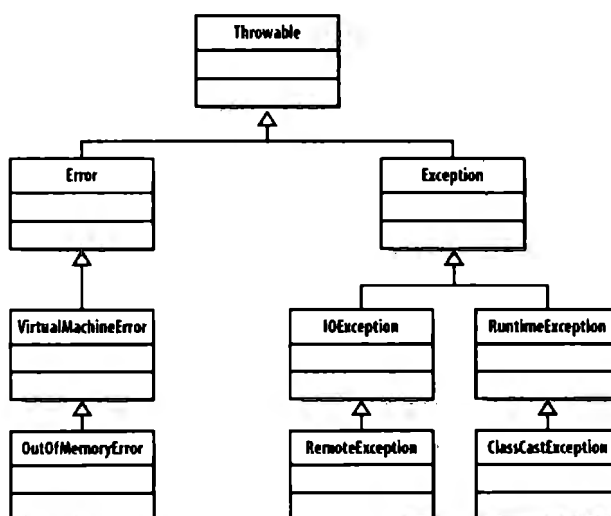 Throwable
Error
Exception
VirtualMachineError
IOException
RuntimeException
OutOfMemoryError
RemoteException
ClassCastException